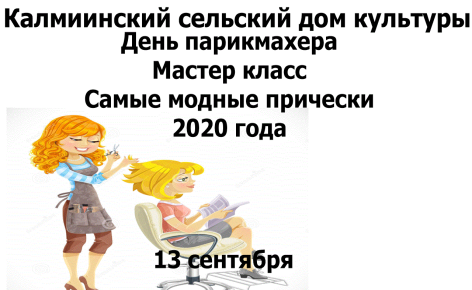 Калмиинский сельский дом культуры
День парикмахера
Мастер класс
Самые модные прически
2020 года
13 сентября